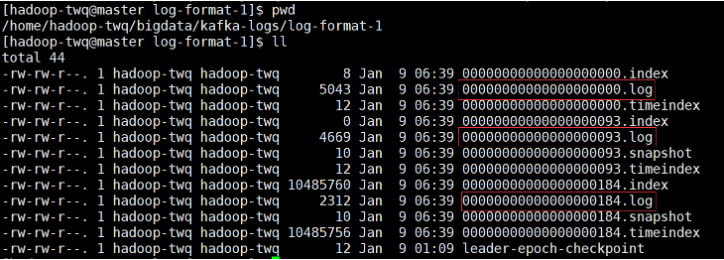 [hadoop-twq@master log-format-1]$ pwd
/home/hadoop-twq/bigdata/kafka-logs/log-format-1
[hadoop-twq@master log-format-1]$ ll
total 44
-rw-rw-r--. 1 hadoop-twq hadoop-twq        8 Jan  9 06:39 00000000000000000000.index
-rw-rw-r--. 1 hadoop-twq hadoop-twq     5043 Jan  9 06:39 00000000000000000000.log
-rw-rw-r--. 1 hadoop-twq hadoop-twq       12 Jan  9 06:39 00000000000000000000.timeindex
-rw-rw-r--. 1 hadoop-twq hadoop-twq        0 Jan  9 06:39 00000000000000000093.index
-rw-rw-r--. 1 hadoop-twq hadoop-twq     4669 Jan  9 06:39 00000000000000000093.log
-rw-rw-r--. 1 hadoop-twq hadoop-twq       10 Jan  9 06:39 00000000000000000093.snapshot
-rw-rw-r--. 1 hadoop-twq hadoop-twq       12 Jan  9 06:39 00000000000000000093.timeindex
-rw-rw-r--. 1 hadoop-twq hadoop-twq 10485760 Jan  9 06:39 00000000000000000184.index
-rw-rw-r--. 1 hadoop-twq hadoop-twq     2312 Jan  9 06:39 00000000000000000184.log
-rw-rw-r--. 1 hadoop-twq hadoop-twq       10 Jan  9 06:39 00000000000000000184.snapshot
-rw-rw-r--. 1 hadoop-twq hadoop-twq 10485756 Jan  9 06:39 00000000000000000184.timeindex
-rw-rw-r--. 1 hadoop-twq hadoop-twq       12 Jan  9 01:09 leader-epoch-checkpoint